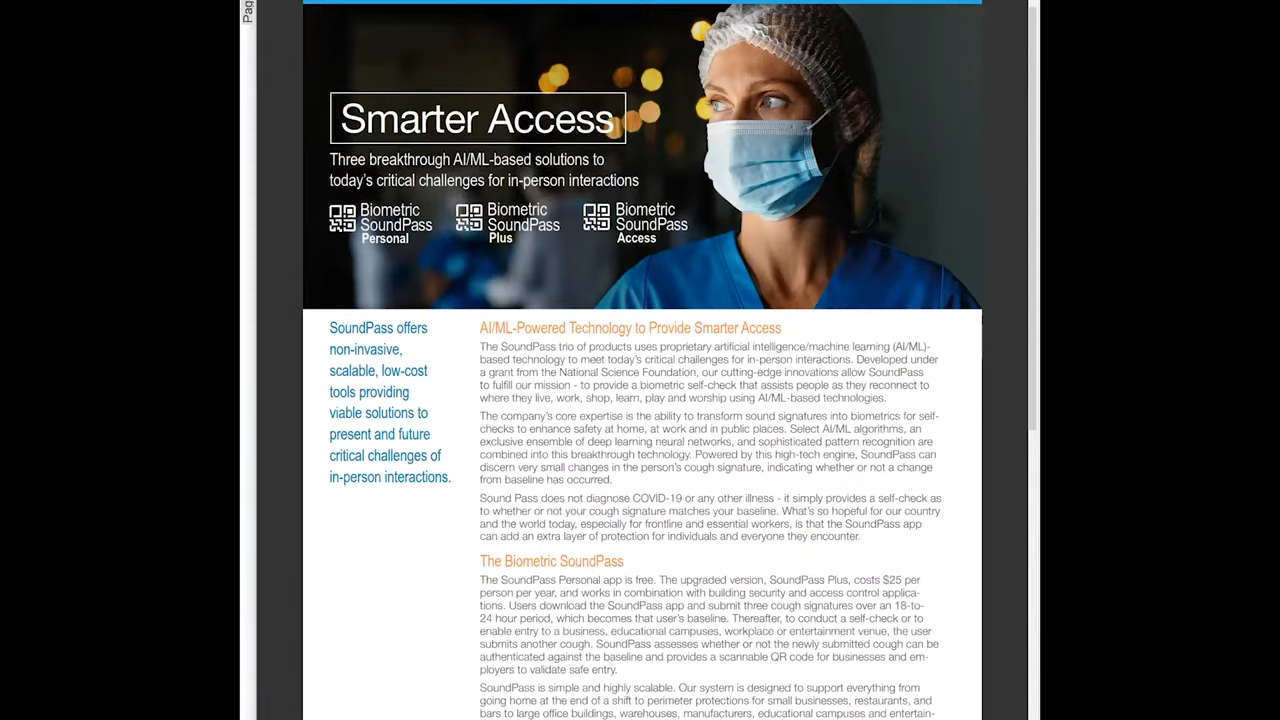 Pag
Smarter Access
Three breakthrough AI/ML-based solutions to
today's critical challenges for in-person interactions
Biometric
SoundPass
Personal
Biometric
SoundPass
Plus
Biometric
SoundPass
Access
SoundPass offers
non-invasive,
scalable, low-cost
tools providing
viable solutions to
present and future
critical challenges of
in-person interactions.
AI/ML-Powered Technology to Provide Smarter Access
The SoundPass trio of products uses proprietary artificial intelligence/machine learning (AI/ML)-
based technology to meet today's critical challenges for in-person interactions. Developed under
a grant from the National Science Foundation, our cutting-edge innovations allow SoundPass
to fulfill our mission - to provide a biometric self-check that assists people as they reconnect to
where they live, work, shop, learn, play and worship using AI/ML-based technologies.
The company's core expertise is the ability to transform sound signatures into biometrics for self-
checks to enhance safety at home, at work and in public places. Select AI/ML algorithms, an
exclusive ensemble of deep learning neural networks, and sophisticated pattern recognition are
combined into this breakthrough technology. Powered by this high-tech engine, SoundPass can
discern very small changes in the person's cough signature, indicating whether or not a change
from baseline has occurred.
Sound Pass does not diagnose COVID-19 or any other illness - it simply provides a self-check as
to whether or not your cough signature matches your baseline. What's so hopeful for our country
and the world today, especially for frontline and essential workers, is that the SoundPass app
can add an extra layer of protection for individuals and everyone they encounter.
The Biometric SoundPass
The SoundPass Personal app is free. The upgraded version, SoundPass Plus, costs $25 per
person per year, and works in combination with building security and access control applica-
tions. Users download the SoundPass app and submit three cough signatures over an 18-to-
24 hour period, which becomes that user's baseline. Thereafter, to conduct a self-check or to
enable entry to a business, educational campuses, workplace or entertainment venue, the user
submits another cough. SoundPass assesses whether or not the newly submitted cough can be
authenticated against the baseline and provides a scannable QR code for businesses and em-
ployers to validate safe entry.
SoundPass is simple and highly scalable. Our system is designed to support everything from
going home at the end of a shift to perimeter protections for small businesses, restaurants, and
bars to large office buildings, warehouses, manufacturers, educational campuses and entertain-